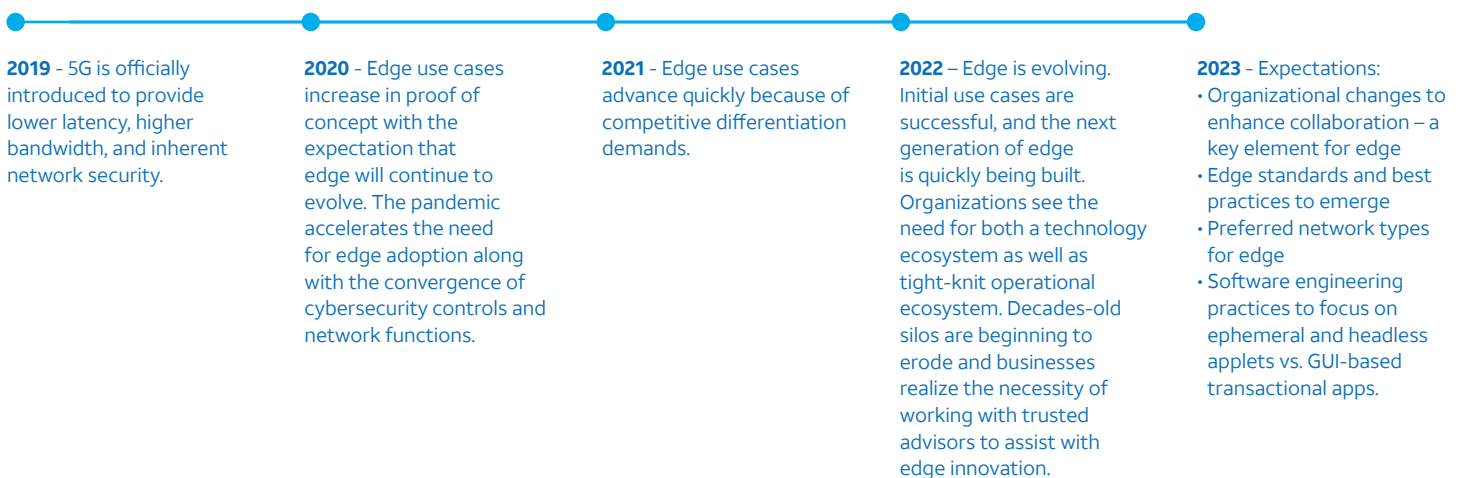 2019 - 5G is officially
introduced to provide
lower latency, higher
bandwidth, and inherent
network security.
2020 - Edge use cases
increase in proof of
concept with the
expectation that
edge will continue to
evolve. The pandemic
accelerates the need
for edge adoption along
with the convergence of
cybersecurity controls and
network functions.
2021 - Edge use cases
advance quickly because of
competitive differentiation
demands.
2022 – Edge is evolving.
Initial use cases are
successful, and the next
generation of edge
is quickly being built.
Organizations see the
need for both a technology
ecosystem as well as
tight-knit operational
ecosystem. Decades-old
silos are beginning to
erode and businesses
realize the necessity of
working with trusted
advisors to assist with
edge innovation.
2023 - Expectations:
• Organizational changes to
enhance collaboration – a
key element for edge
• Edge standards and best
practices to emerge
• Preferred network types
for edge
• Software engineering
practices to focus on
ephemeral and headless
applets vs. GUI-based
transactional apps.